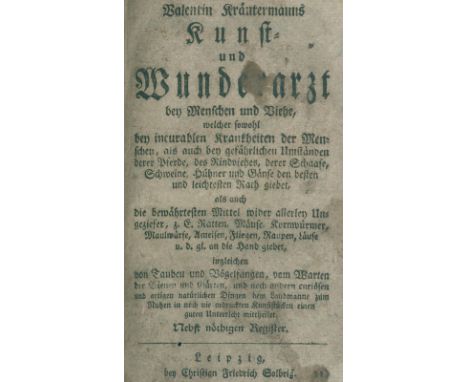 Valentin Kräutermanns
Kunst-
und
Wunderarzt
bey Menschen und Viehe,
welcher sowohl
bey incurablen Krankheiten der Men-
schen, als auch bey gefährlichen Umständen
derer Pferde, des Rindviehes, derer Schaafe,
Schweine, Hühner und Gänse den besten
und leichtesten Rath giebet,
als auch
die bewährtesten Mittel wider allerley Un-
geziefer, z. E. Ratten, Mäuse, Kornwürmer,
Maulwürfe, Ameisen, Fliegen, Raupen, Läuse
u. d. gl. an die Hand giebet,
ingleichen
von Tauben und Vögelfangen, vom Warten
der Bienen und Gärten, und noch andern curiösen
und artigen natürlichen Dingen dem Landmanne zum
Nutzen in noch nie entdeckten Kunststücken einen
guten Unterricht mittheilet.
Nebst nöthigen Register.
Leipzig,
bey Christian Friedrich Solbrig.